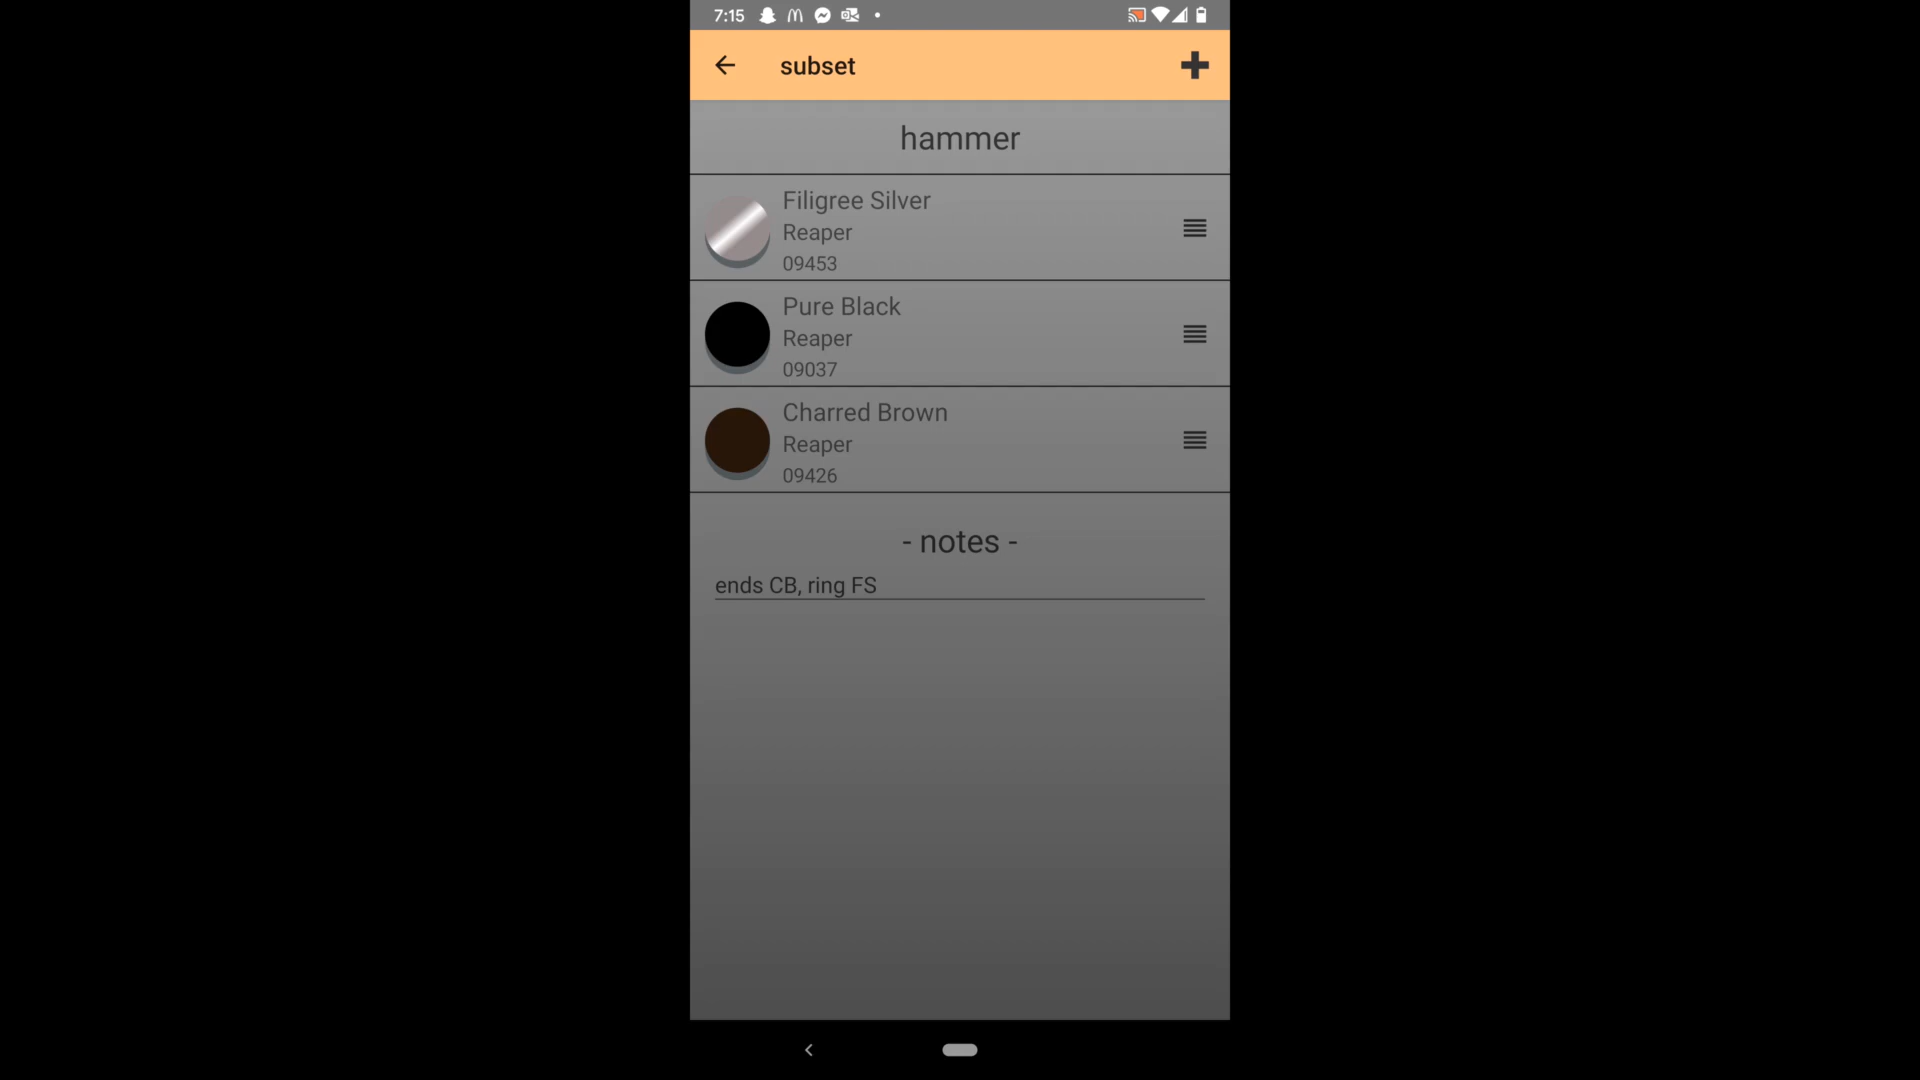 7:15
subset
hammer
Filigree Silver
Reaper
09453
Pure Black
Reaper
09037
Charred Brown
Reaper
09426
- notes -
ends CB, ring FS